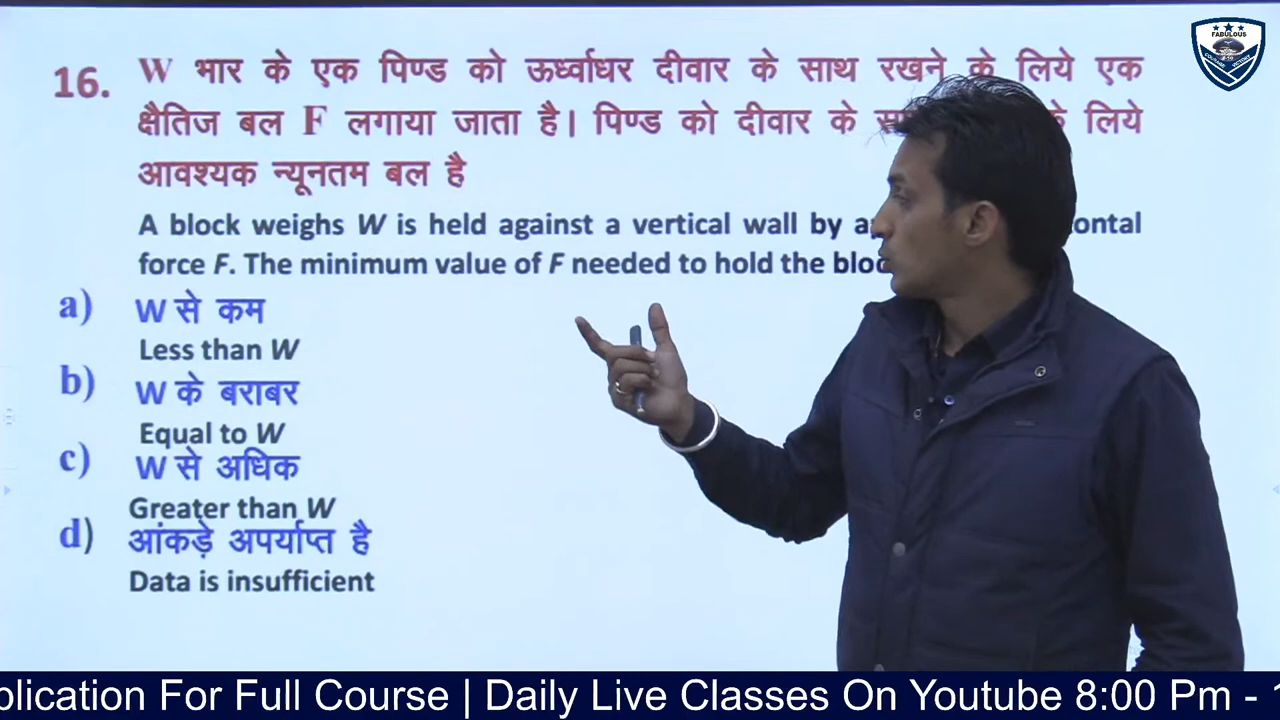 16. W भार के एक पिण्ड को ऊर्ध्वाधर दीवार के साथ रखने के लिये एक
क्षैतिज बल F लगाया जाता है। पिण्ड को दीवार के लिये
आवश्यक न्यूनतम बल है
A block weighs W is held against a vertical wall by
force F. The minimum value of F needed to hold the
a) W से कम
Less than W
b) W के बराबर
Equal to W
c) W से अधिक
Greater than W
d) आंकड़े अपर्याप्त है
Data is insufficient
FABULOUS
For Full Course | Daily Live Classes On Youtube 8:00 Pm -